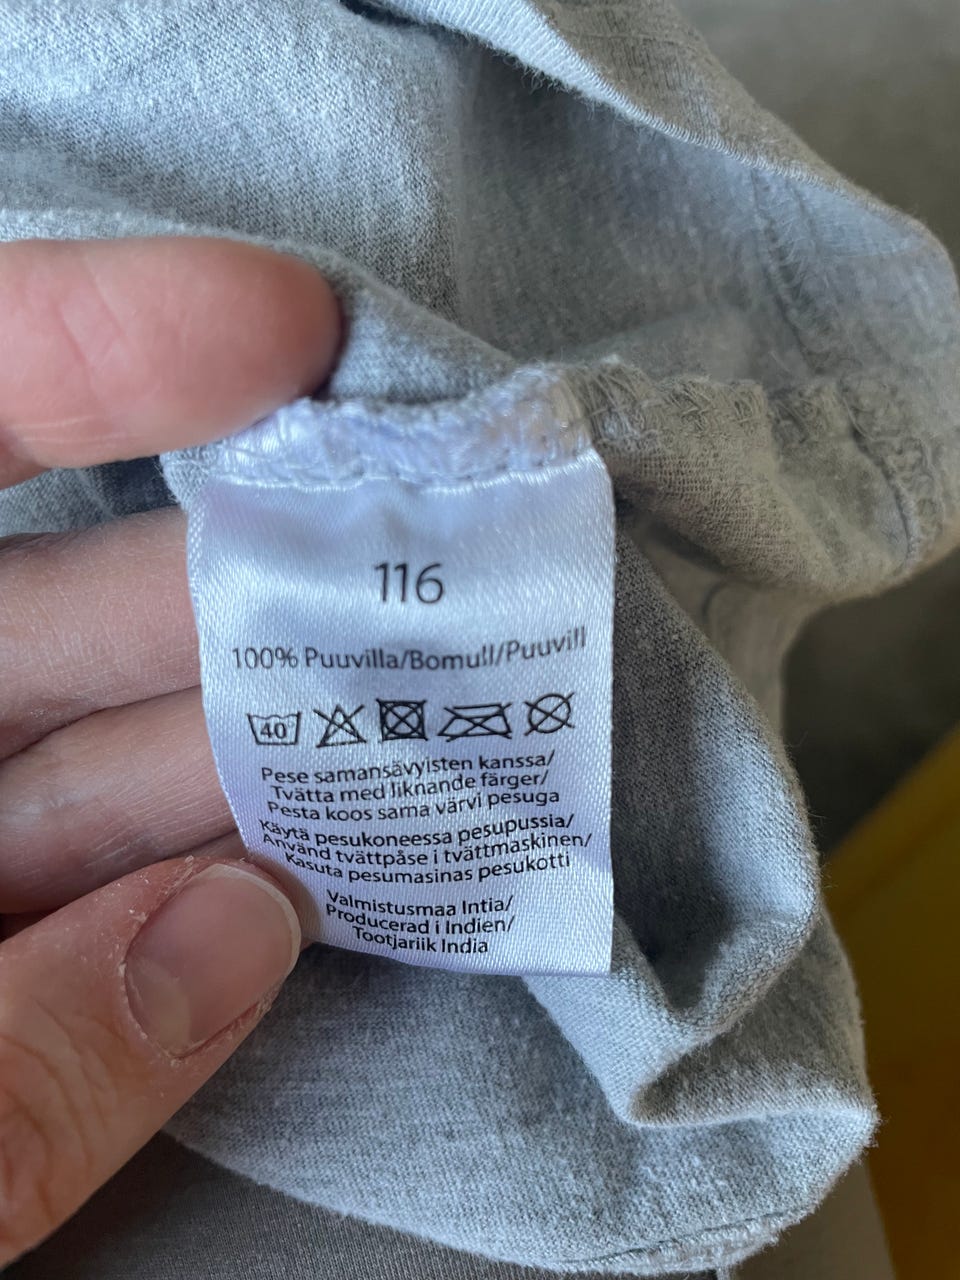 116
100% Puuvilla/Bomull/Puuvill
40
Pese samansävyisten kanssa/
Tvätta med liknande färger/
Pesta koos sama värvi pesuga
Käytä pesukoneessa pesupussia/
Använd tvättpåse i tvättmaskinen/
Kasuta pesumasinas pesukotti
Valmistusmaa Intia/
Producerad i Indien/
Tootjariik India